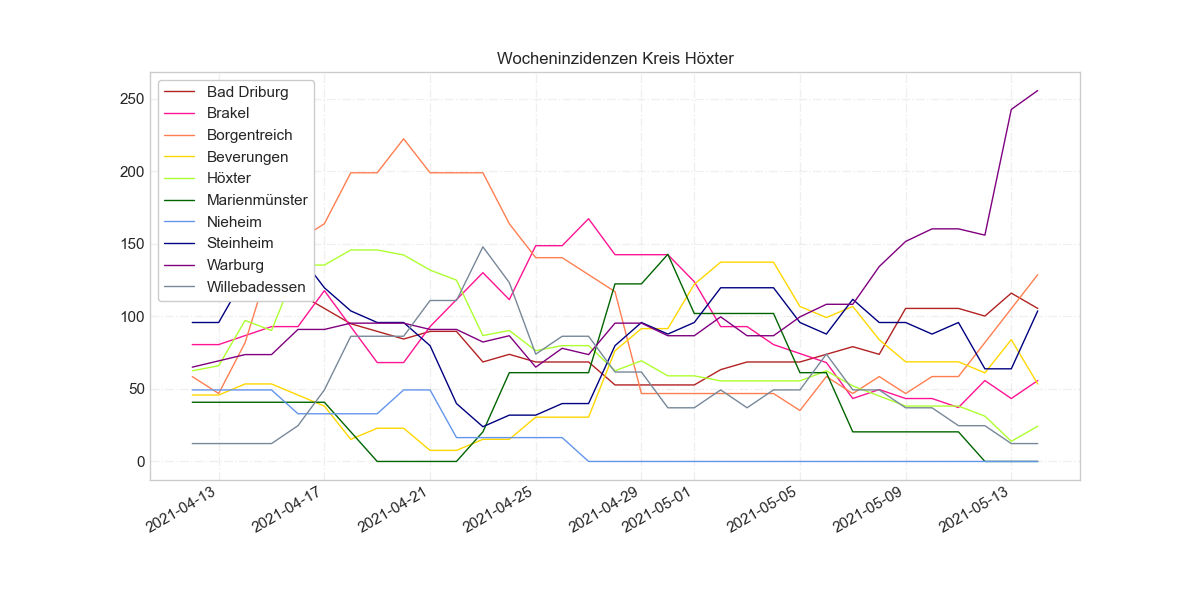 Wocheninzidenzen Kreis Höxter
250
200
150
100
50
0
Bad Driburg
Brakel
Borgentreich
Beverungen
Höxter
Marienmünster
Nieheim
Steinheim
Warburg
Willebadessen
2021-04-13
2021-04-17
2021-04-21
2021-04-25
2021-04-29
2021-05-01
2021-05-05
2021-05-09
2021-05-13